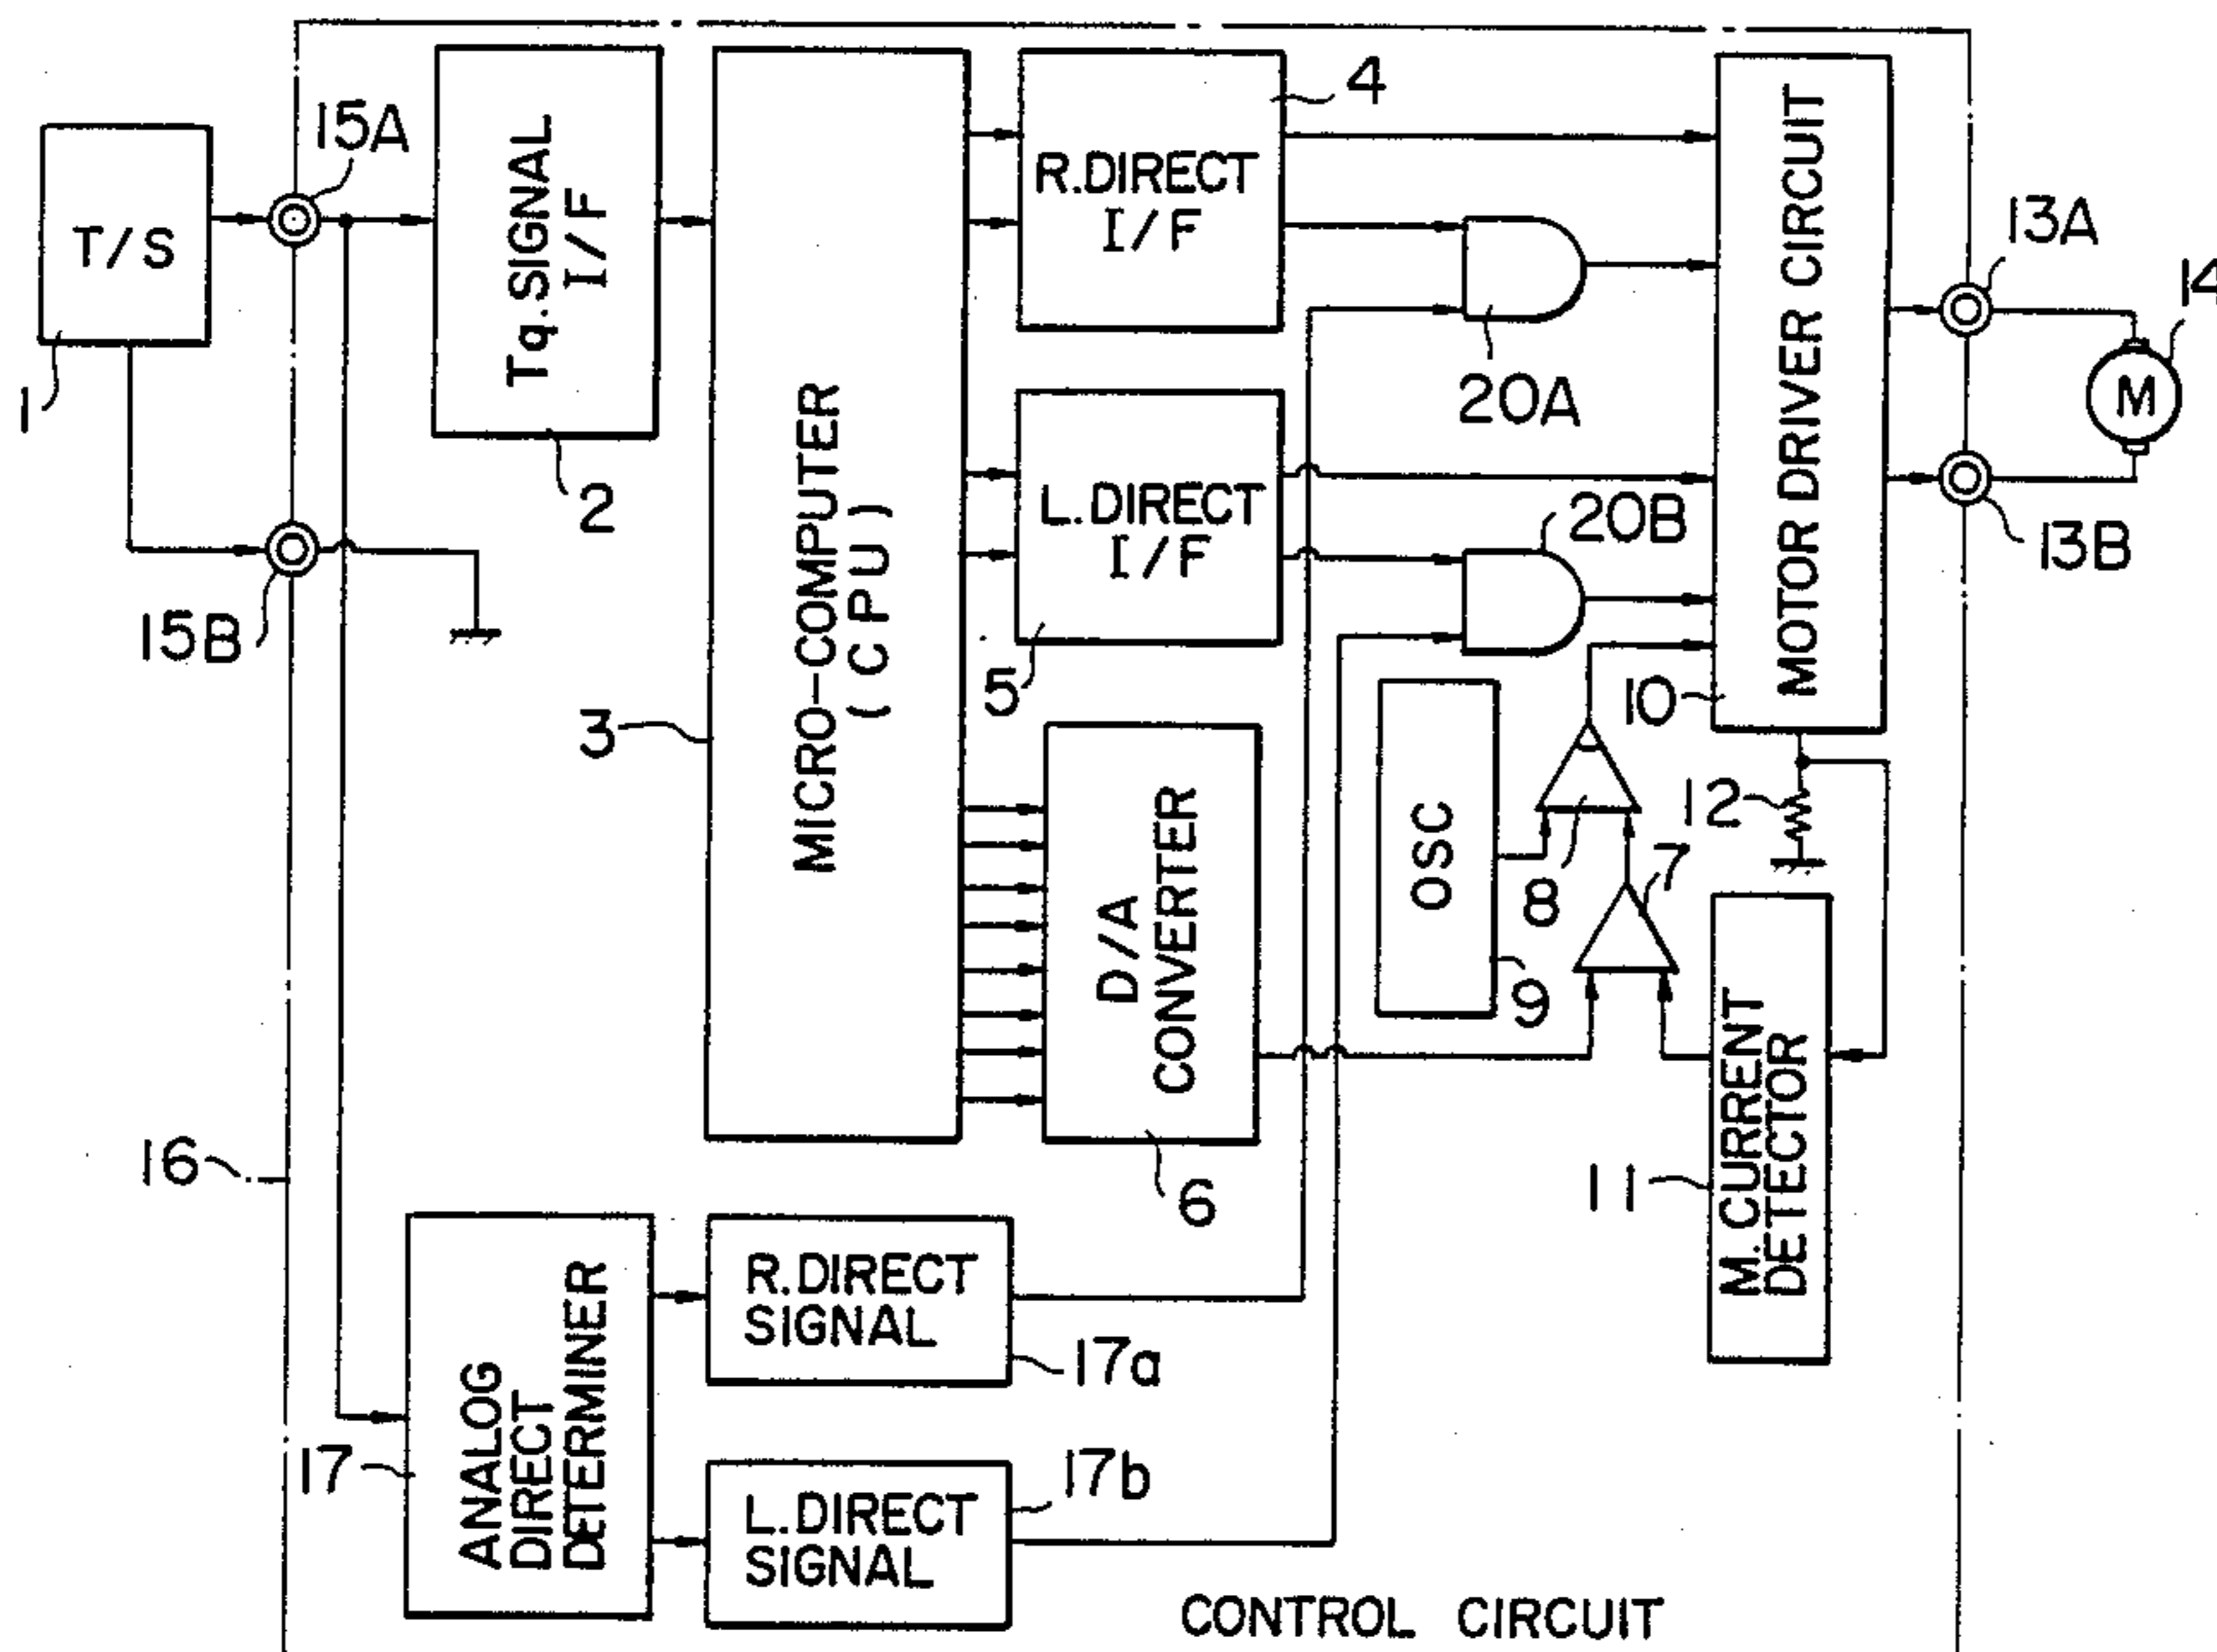 T/S
1
15A
15B
Tq.SIGNAL
I/F
2
MICRO-COMPUTER
(CPU)
3
R.DIRECT
I/F
4
L.DIRECT
I/F
5
D/A
CONVERTER
6
20A
20B
OSC
9
8
7
MOTOR DRIVER CIRCUIT
10
12
M.CURRENT
DETECTOR
11
13A
13B
M
14
16
ANALOG
DIRECT
DETERMINER
17
R.DIRECT
SIGNAL
17a
L.DIRECT
SIGNAL
17b
CONTROL CIRCUIT